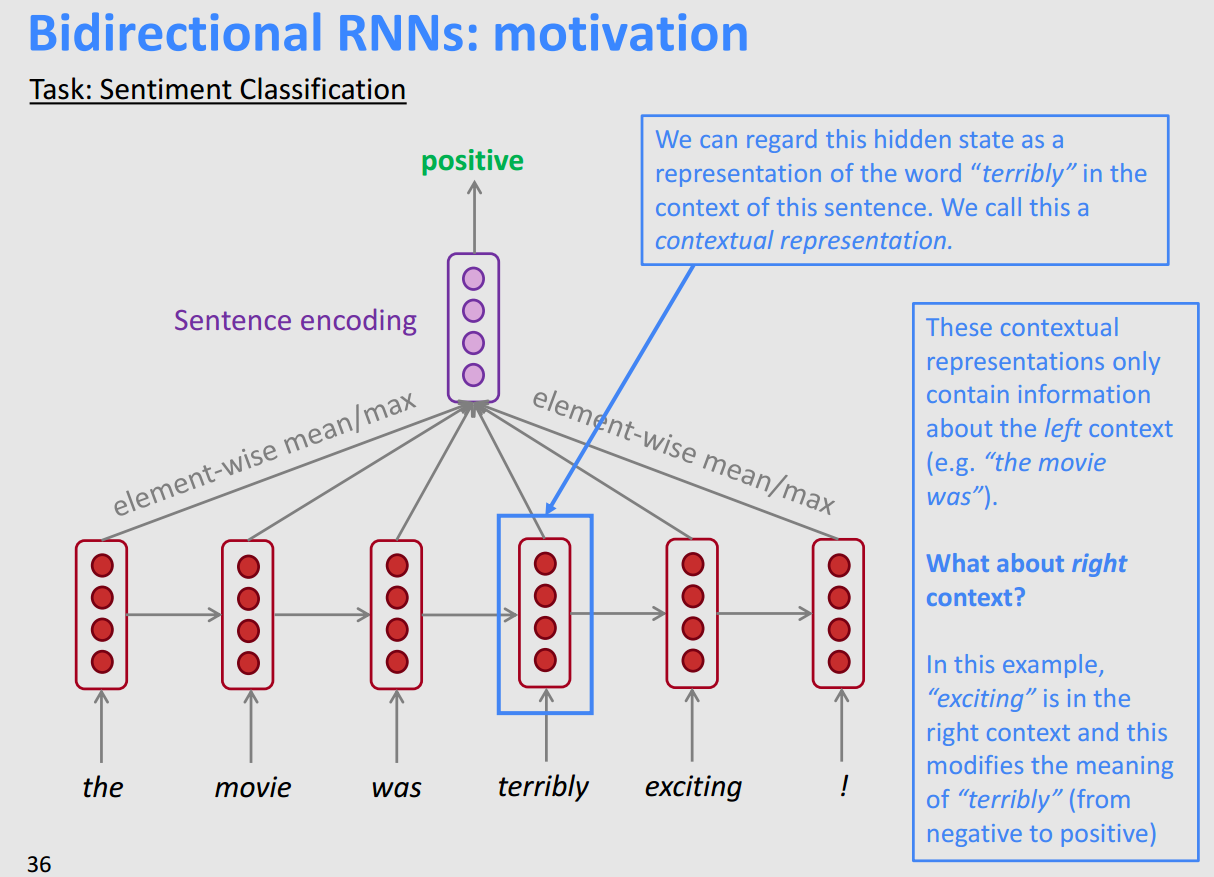 Bidirectional RNNs: motivation
Task: Sentiment Classification
positive
We can regard this hidden state as a
representation of the word “terribly” in the
context of this sentence. We call this a
contextual representation.
Sentence encoding
element-wise mean/max
element-wise mean/max
These contextual
representations only
contain information
about the left context
(e.g. “the movie
was”).
What about right
context?
In this example,
“exciting” is in the
right context and this
modifies the meaning
of “terribly” (from
negative to positive)
the
movie
was
terribly
exciting
!
36